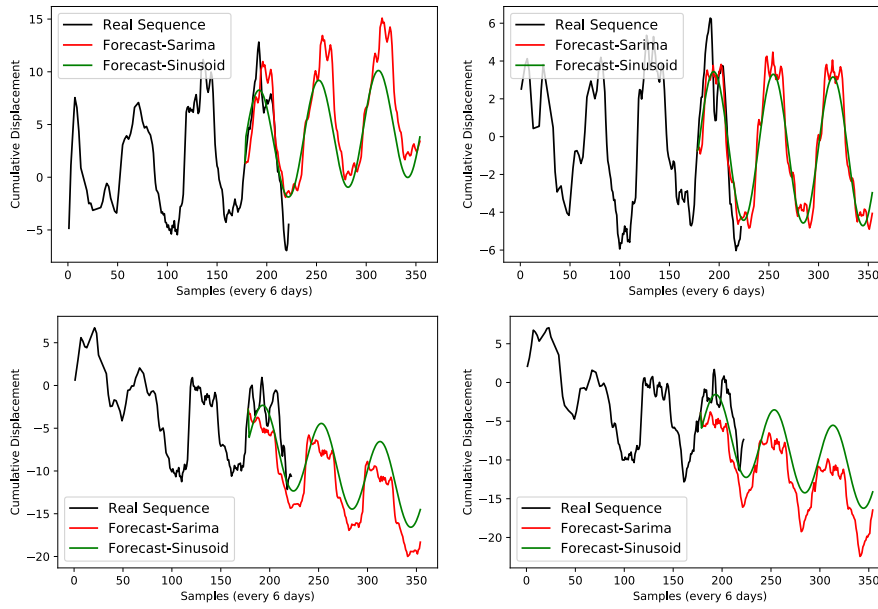 15
10
5
0
−5
Cumulative Displacement
Real Sequence
Forecast-Sarima
Forecast-Sinusoid
0 50 100 150 200 250 300 350
Samples (every 6 days)
6
4
2
0
−2
−4
−6
Cumulative Displacement
Real Sequence
Forecast-Sarima
Forecast-Sinusoid
0 50 100 150 200 250 300 350
Samples (every 6 days)
5
0
−5
−10
−15
−20
Cumulative Displacement
Real Sequence
Forecast-Sarima
Forecast-Sinusoid
0 50 100 150 200 250 300 350
Samples (every 6 days)
5
0
−5
−10
−15
−20
Cumulative Displacement
Real Sequence
Forecast-Sarima
Forecast-Sinusoid
0 50 100 150 200 250 300 350
Samples (every 6 days)